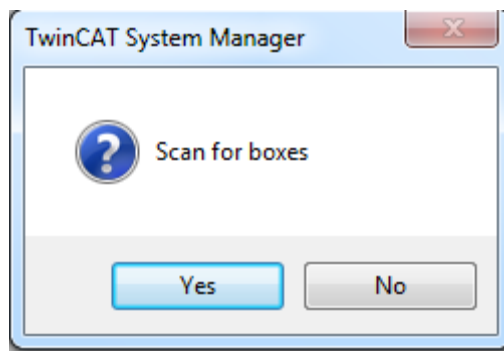 TwinCAT System Manager
Scan for boxes
Yes
No